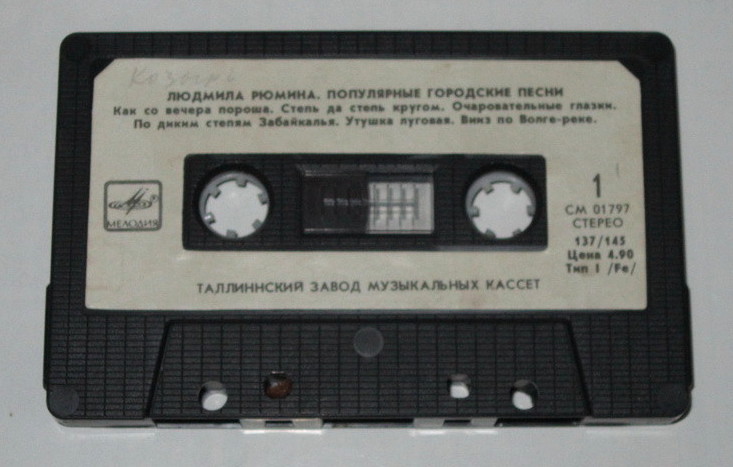 Козырь
ЛЮДМИЛА РЮМИНА. ПОПУЛЯРНЫЕ ГОРОДСКИЕ ПЕСНИ
Как со вечера пороша. Степь да степь кругом. Очаровательные глазки.
По диким степям Забайкалья. Утушка луговая. Вниз по Волге-реке.
МЕЛОДИЯ
1
СМ 01797
СТЕРЕО
137/145
Цена 4.90
Тип I /Fe/
ТАЛЛИННСКИЙ ЗАВОД МУЗЫКАЛЬНЫХ КАССЕТ